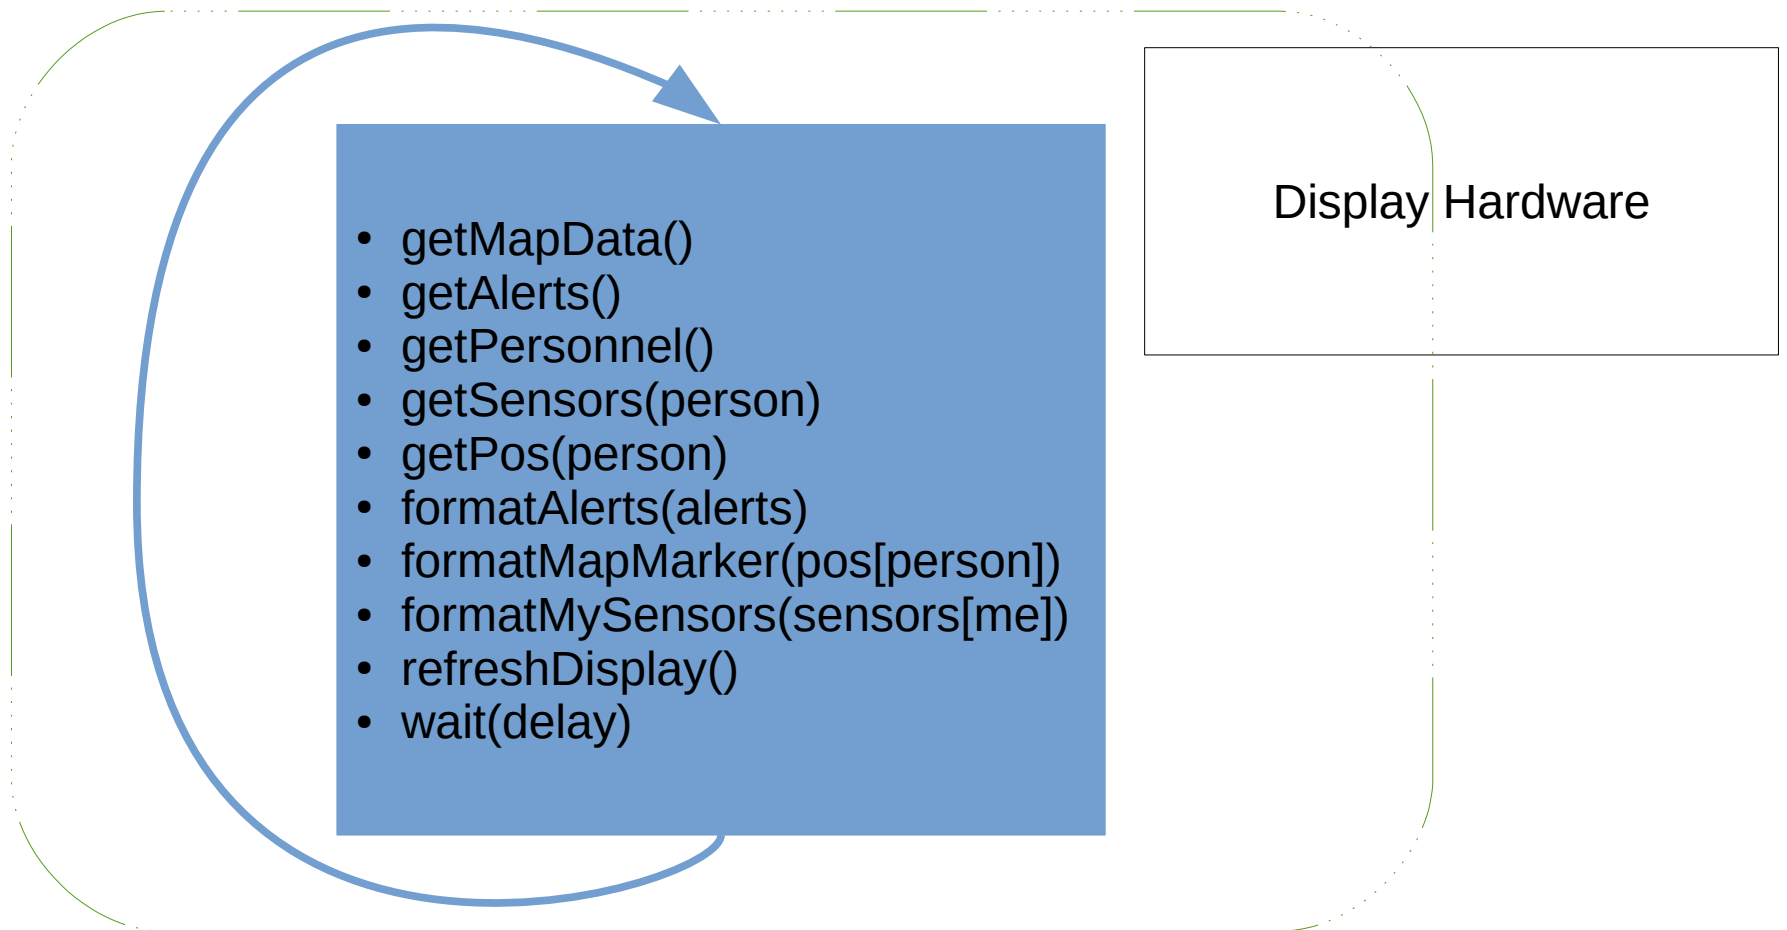 Display Hardware
• getMapData()
• getAlerts()
• getPersonnel()
• getSensors(person)
• getPos(person)
• formatAlerts(alerts)
• formatMapMarker(pos[person])
• formatMySensors(sensors[me])
• refreshDisplay()
• wait(delay)